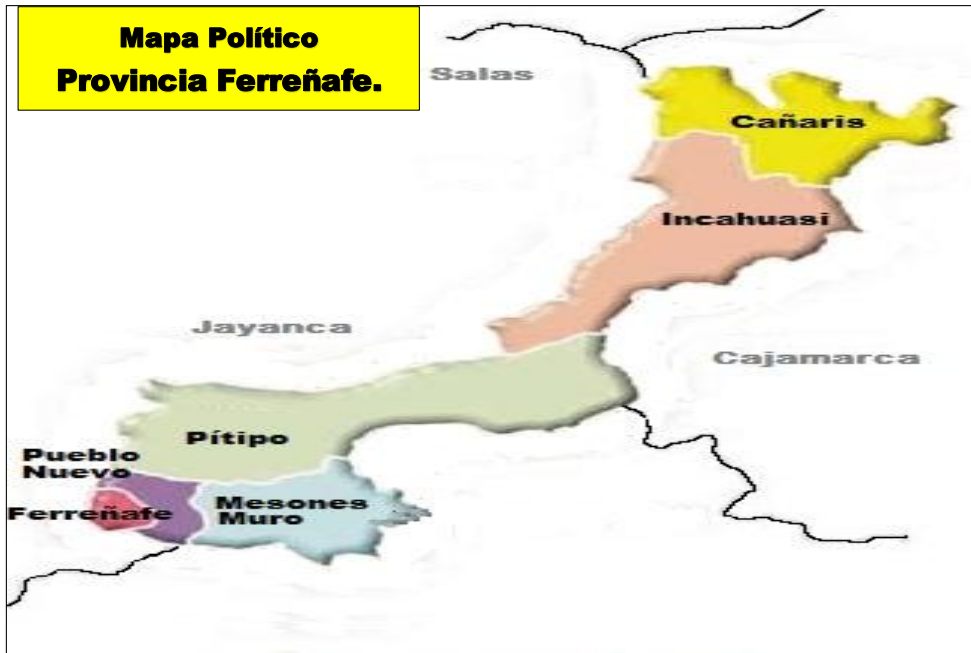 Mapa Político
Provincia Ferreñafe.
Salas
Cañaris
Incahuasi
Jayanca
Cajamarca
Pítipo
Pueblo
Nuevo
Ferreñafe
Mesones
Muro